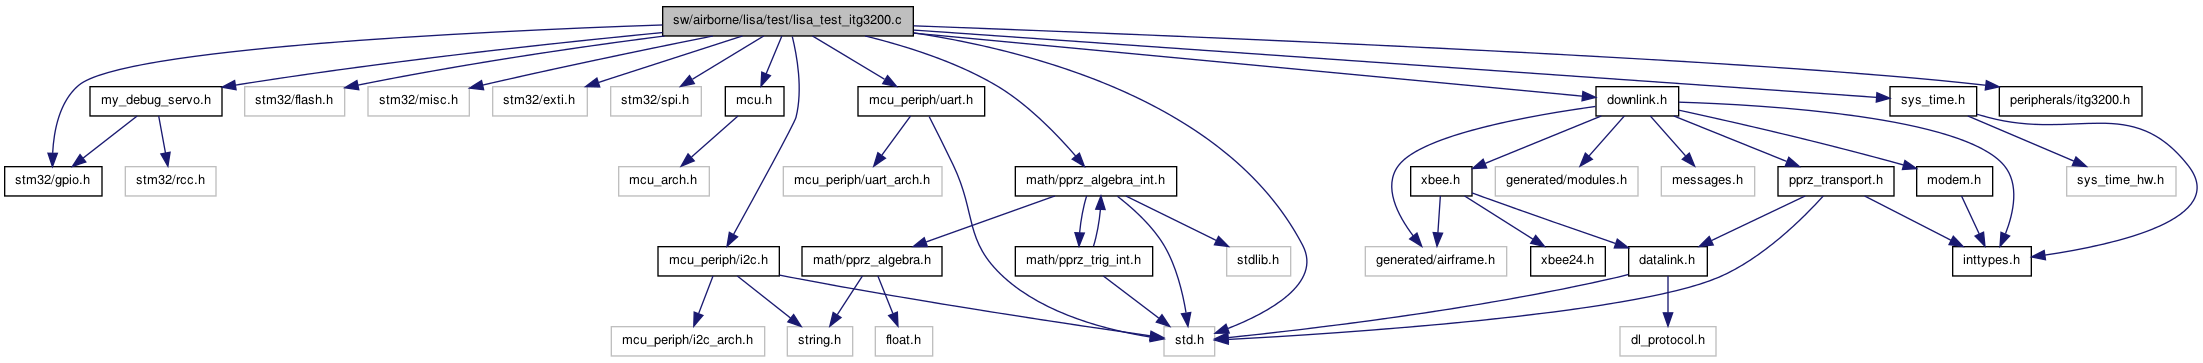 sw/airborne/lisa/test/lisa_test_itg3200.c
my_debug_servo.h
stm32/flash.h
stm32/misc.h
stm32/exti.h
stm32/spi.h
mcu.h
mcu_periph/uart.h
downlink.h
sys_time.h
peripherals/itg3200.h
stm32/gpio.h
stm32/rcc.h
mcu_arch.h
mcu_periph/uart_arch.h
math/pprz_algebra_int.h
xbee.h
generated/modules.h
messages.h
pprz_transport.h
modem.h
sys_time_hw.h
mcu_periph/i2c.h
math/pprz_algebra.h
math/pprz_trig_int.h
stdlib.h
generated/airframe.h
xbee24.h
datalink.h
inttypes.h
mcu_periph/i2c_arch.h
string.h
float.h
std.h
dl_protocol.h